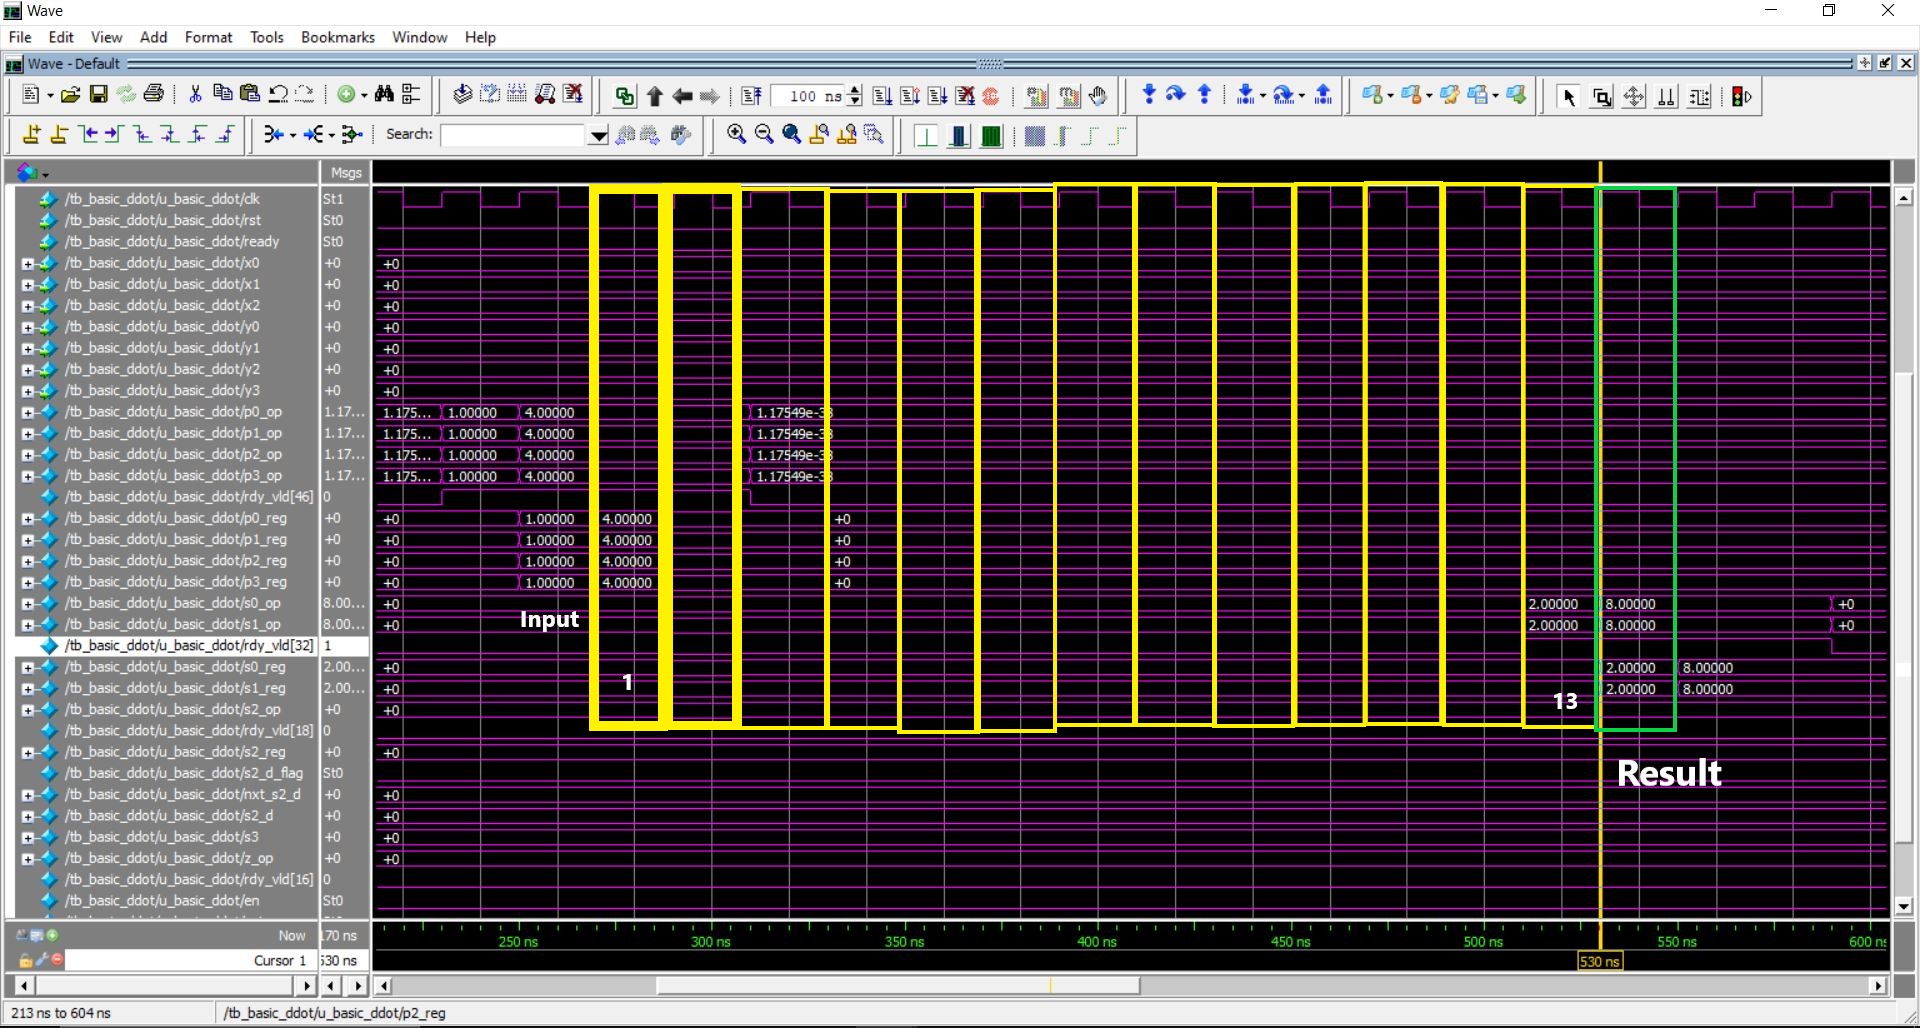 Wave
File Edit View Add Format Tools Bookmarks Window Help
Wave - Default
100 ns
Search:
Msgs
/tb_basic_ddot/u_basic_ddot/clk St1
/tb_basic_ddot/u_basic_ddot/rst St0
/tb_basic_ddot/u_basic_ddot/ready St0
/tb_basic_ddot/u_basic_ddot/x0 +0 +0
/tb_basic_ddot/u_basic_ddot/x1 +0 +0
/tb_basic_ddot/u_basic_ddot/x2 +0 +0
/tb_basic_ddot/u_basic_ddot/y0 +0 +0
/tb_basic_ddot/u_basic_ddot/y1 +0 +0
/tb_basic_ddot/u_basic_ddot/y2 +0 +0
/tb_basic_ddot/u_basic_ddot/y3 +0 +0
/tb_basic_ddot/u_basic_ddot/p0_op 1.17... 1.175... 1.00000 4.00000 1.17549e-38
/tb_basic_ddot/u_basic_ddot/p1_op 1.17... 1.175... 1.00000 4.00000 1.17549e-38
/tb_basic_ddot/u_basic_ddot/p2_op 1.17... 1.175... 1.00000 4.00000 1.17549e-38
/tb_basic_ddot/u_basic_ddot/p3_op 1.17... 1.175... 1.00000 4.00000 1.17549e-38
/tb_basic_ddot/u_basic_ddot/rdy_vld[46] 0
/tb_basic_ddot/u_basic_ddot/p0_reg +0 +0 1.00000 4.00000 +0
/tb_basic_ddot/u_basic_ddot/p1_reg +0 +0 1.00000 4.00000 +0
/tb_basic_ddot/u_basic_ddot/p2_reg +0 +0 1.00000 4.00000 +0
/tb_basic_ddot/u_basic_ddot/p3_reg +0 +0 1.00000 4.00000 +0
/tb_basic_ddot/u_basic_ddot/s0_op 8.00... +0 2.00000 8.00000 +0
Input
/tb_basic_ddot/u_basic_ddot/s1_op 8.00... +0 2.00000 8.00000 +0
/tb_basic_ddot/u_basic_ddot/rdy_vld[32] 1
/tb_basic_ddot/u_basic_ddot/s0_reg 2.00... +0 2.00000 8.00000
/tb_basic_ddot/u_basic_ddot/s1_reg 2.00... +0 2.00000 8.00000
1 13
/tb_basic_ddot/u_basic_ddot/s2_op +0 +0
/tb_basic_ddot/u_basic_ddot/rdy_vld[18] 0
/tb_basic_ddot/u_basic_ddot/s2_reg +0 +0
/tb_basic_ddot/u_basic_ddot/s2_d_flag St0
Result
/tb_basic_ddot/u_basic_ddot/nxt_s2_d +0 +0
/tb_basic_ddot/u_basic_ddot/s2_d +0 +0
/tb_basic_ddot/u_basic_ddot/s3 +0 +0
/tb_basic_ddot/u_basic_ddot/z_op +0 +0
/tb_basic_ddot/u_basic_ddot/rdy_vld[16] 0
/tb_basic_ddot/u_basic_ddot/en St0
Now 170 ns 250 ns 300 ns 350 ns 400 ns 450 ns 500 ns 550 ns 600 ns
Cursor 1 530 ns 530 ns
213 ns to 604 ns /tb_basic_ddot/u_basic_ddot/p2_reg